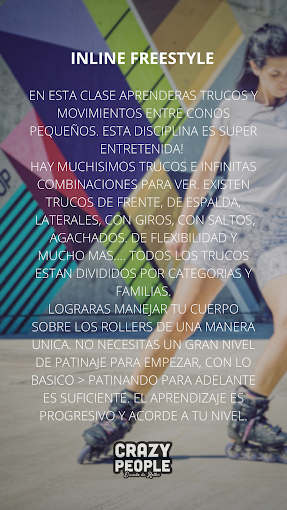 INLINE FREESTYLE
EN ESTA CLASE APRENDERAS TRUCOS Y
MOVIMIENTOS ENTRE CONOS
PEQUEÑOS. ESTA DISCIPLINA ES SUPER
ENTRETENIDA!
HAY MUCHISIMOS TRUCOS E INFINITAS
COMBINACIONES PARA VER. EXISTEN
TRUCOS DE FRENTE, DE ESPALDA,
LATERALES, CON GIROS, CON SALTOS,
AGACHADOS, DE FLEXIBILIDAD Y
MUCHO MAS.... TODOS LOS TRUCOS
ESTAN DIVIDIDOS POR CATEGORIAS Y
FAMILIAS.
LOGRARAS MANEJAR TU CUERPO
SOBRE LOS ROLLERS DE UNA MANERA
UNICA. NO NECESITAS UN GRAN NIVEL
DE PATINAJE PARA EMPEZAR, CON LO
BASICO > PATINANDO PARA ADELANTE
ES SUFICIENTE. EL APRENDIZAJE ES
PROGRESIVO Y ACORDE A TU NIVEL.
CRAZY
PEOPLE
Escuela de Roller